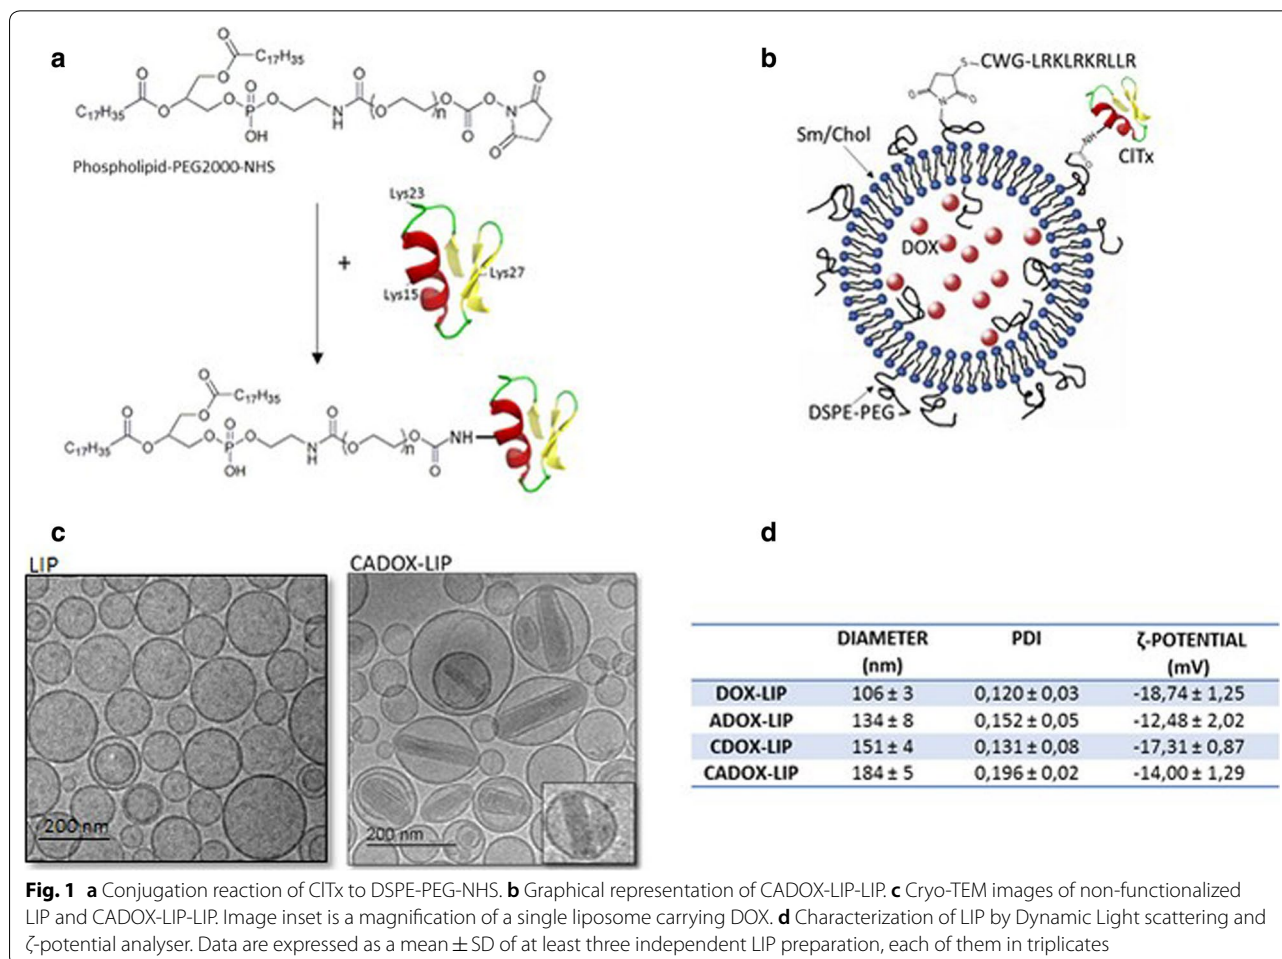 a
O
O
C₁₇H₃₅
C₁₇H₃₅
O
O
O
P
O
OH
N
H
O
O
O
n
O
O
O
N
O
O
Phospholipid-PEG2000-NHS
+
Lys23
Lys27
Lys15
O
O
C₁₇H₃₅
C₁₇H₃₅
O
O
O
P
O
OH
N
H
O
O
O
n
O
NH
b
O
S-CWG-LRKLRKRLLR
N
O
NH
O
ClTx
Sm/Chol
DOX
DSPE-PEG
c
LIP
CADOX-LIP
200 nm
200 nm
d
DIAMETER (nm) PDI ζ-POTENTIAL (mV)
DOX-LIP 106 ± 3 0,120 ± 0,03 -18,74 ± 1,25
ADOX-LIP 134 ± 8 0,152 ± 0,05 -12,48 ± 2,02
CDOX-LIP 151 ± 4 0,131 ± 0,08 -17,31 ± 0,87
CADOX-LIP 184 ± 5 0,196 ± 0,02 -14,00 ± 1,29
Fig. 1 a Conjugation reaction of ClTx to DSPE-PEG-NHS. b Graphical representation of CADOX-LIP-LIP. c Cryo-TEM images of non-functionalized
LIP and CADOX-LIP-LIP. Image inset is a magnification of a single liposome carrying DOX. d Characterization of LIP by Dynamic Light scattering and
ζ-potential analyser. Data are expressed as a mean ± SD of at least three independent LIP preparation, each of them in triplicates